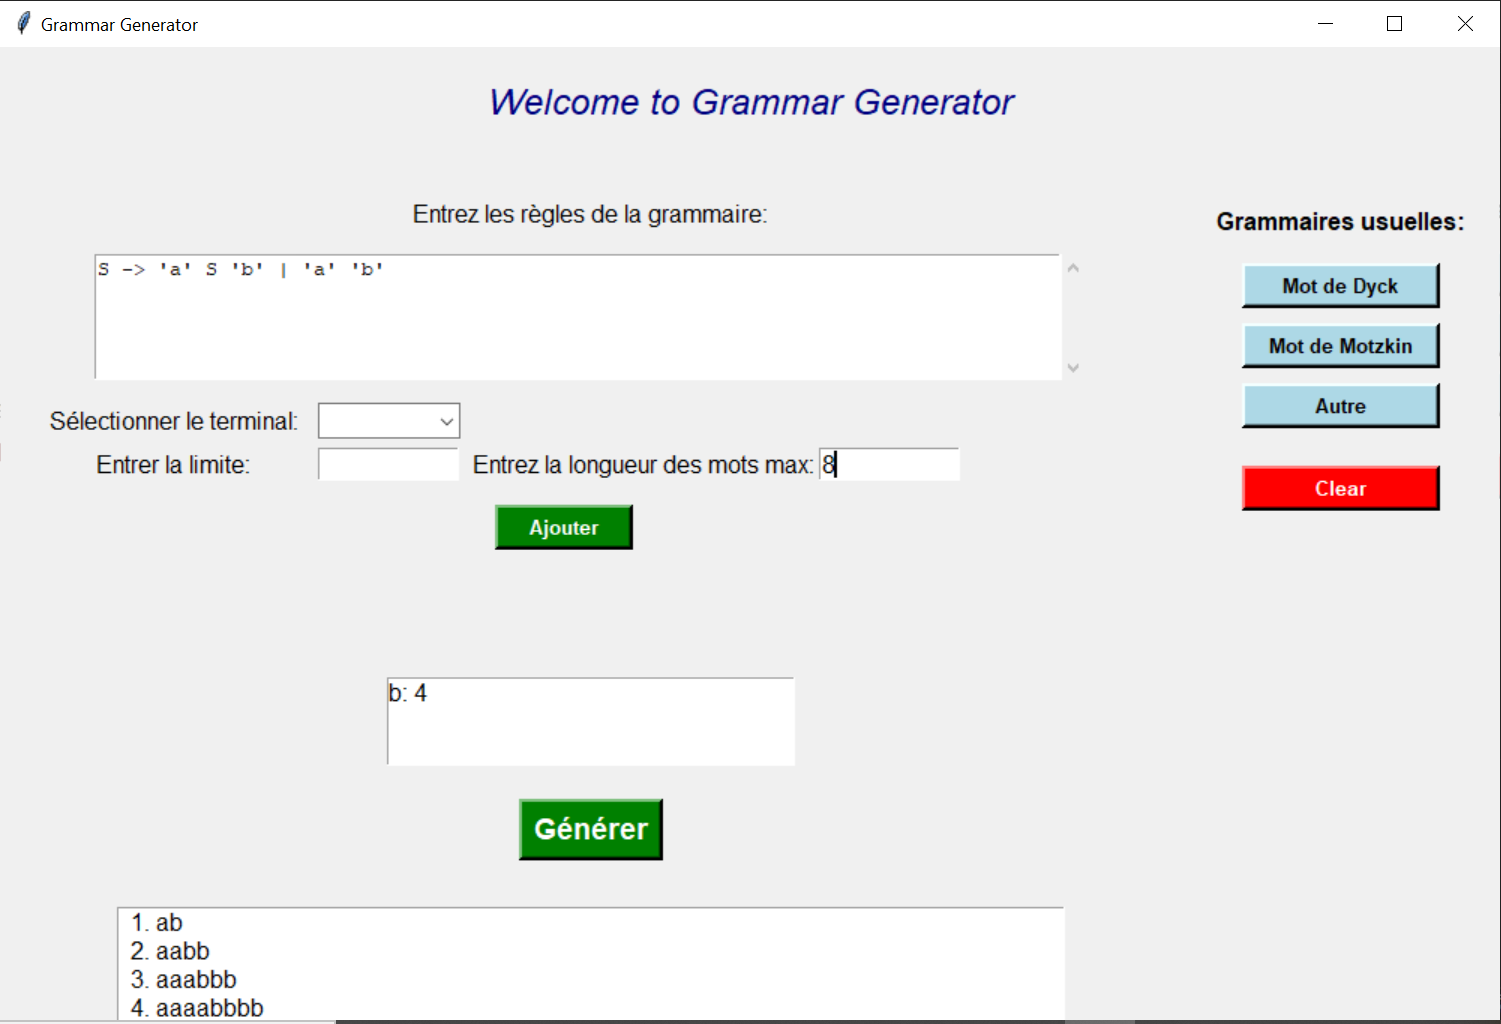 Grammar Generator
Welcome to Grammar Generator
Entrez les règles de la grammaire:
S -> 'a' S 'b' | 'a' 'b'
Sélectionner le terminal:
Entrer la limite:
Entrez la longueur des mots max: 8
Ajouter
b: 4
Générer
1. ab
2. aabb
3. aaabbb
4. aaaabbbb
Grammaires usuelles:
Mot de Dyck
Mot de Motzkin
Autre
Clear